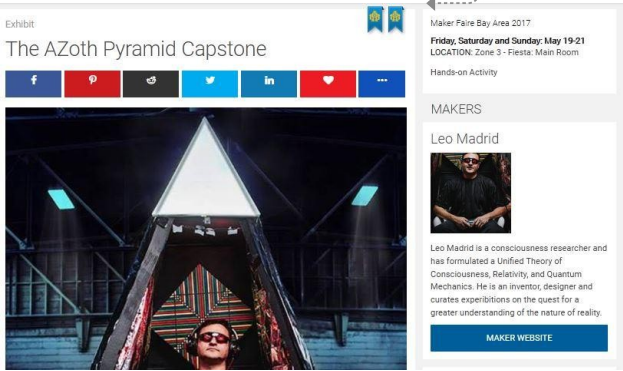 Exhibit
The AZoth Pyramid Capstone
Maker Faire Bay Area 2017
Friday, Saturday and Sunday: May 19-21
LOCATION: Zone 3 - Fiesta: Main Room
Hands-on Activity
MAKERS
Leo Madrid
Leo Madrid is a consciousness researcher and
has formulated a Unified Theory of
Consciousness, Relativity, and Quantum
Mechanics. He is an inventor, designer and
curates experibitions on the quest for a
greater understanding of the nature of reality.
MAKER WEBSITE